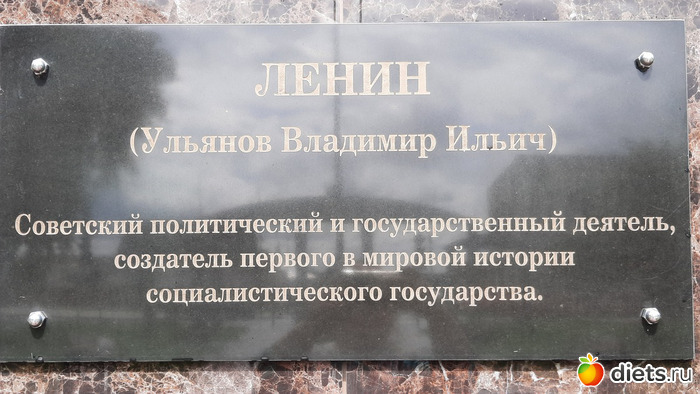 ЛЕНИН
(Ульянов Владимир Ильич)
Советский политический и государственный деятель,
создатель первого в мировой истории
социалистического государства.
diets.ru